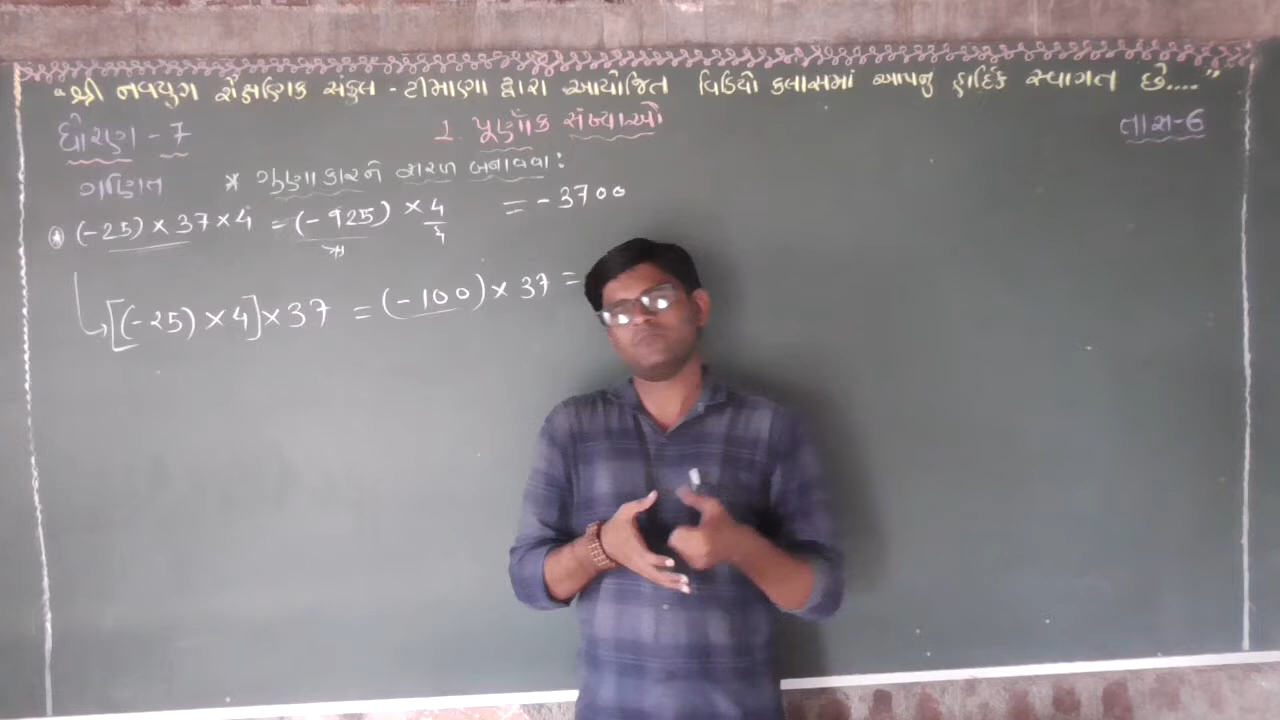 "શ્રી નવયુગ શૈક્ષણિક સંકુલ - ટીમાણા દ્વારા આયોજિત વિડિયો કલાસમાં આપનુ હાર્દિક સ્વાગત છે...."
ધોરણ - 7 1. પૂર્ણાંક સંખ્યાઓ તાસ-6
ગણિત * ગુણાકારને સરળ બનાવવા :
(-25) × 37 × 4 = (-925) × 4 = -3700
[(-25) × 4] × 37 = (-100) × 37 =